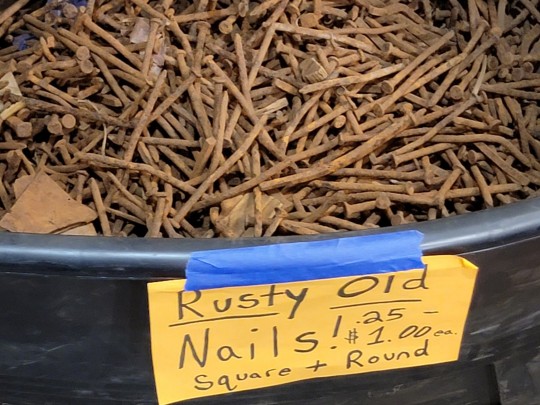 Rusty Old
Nails! .25 –
$1.00 ea.
Square + Round